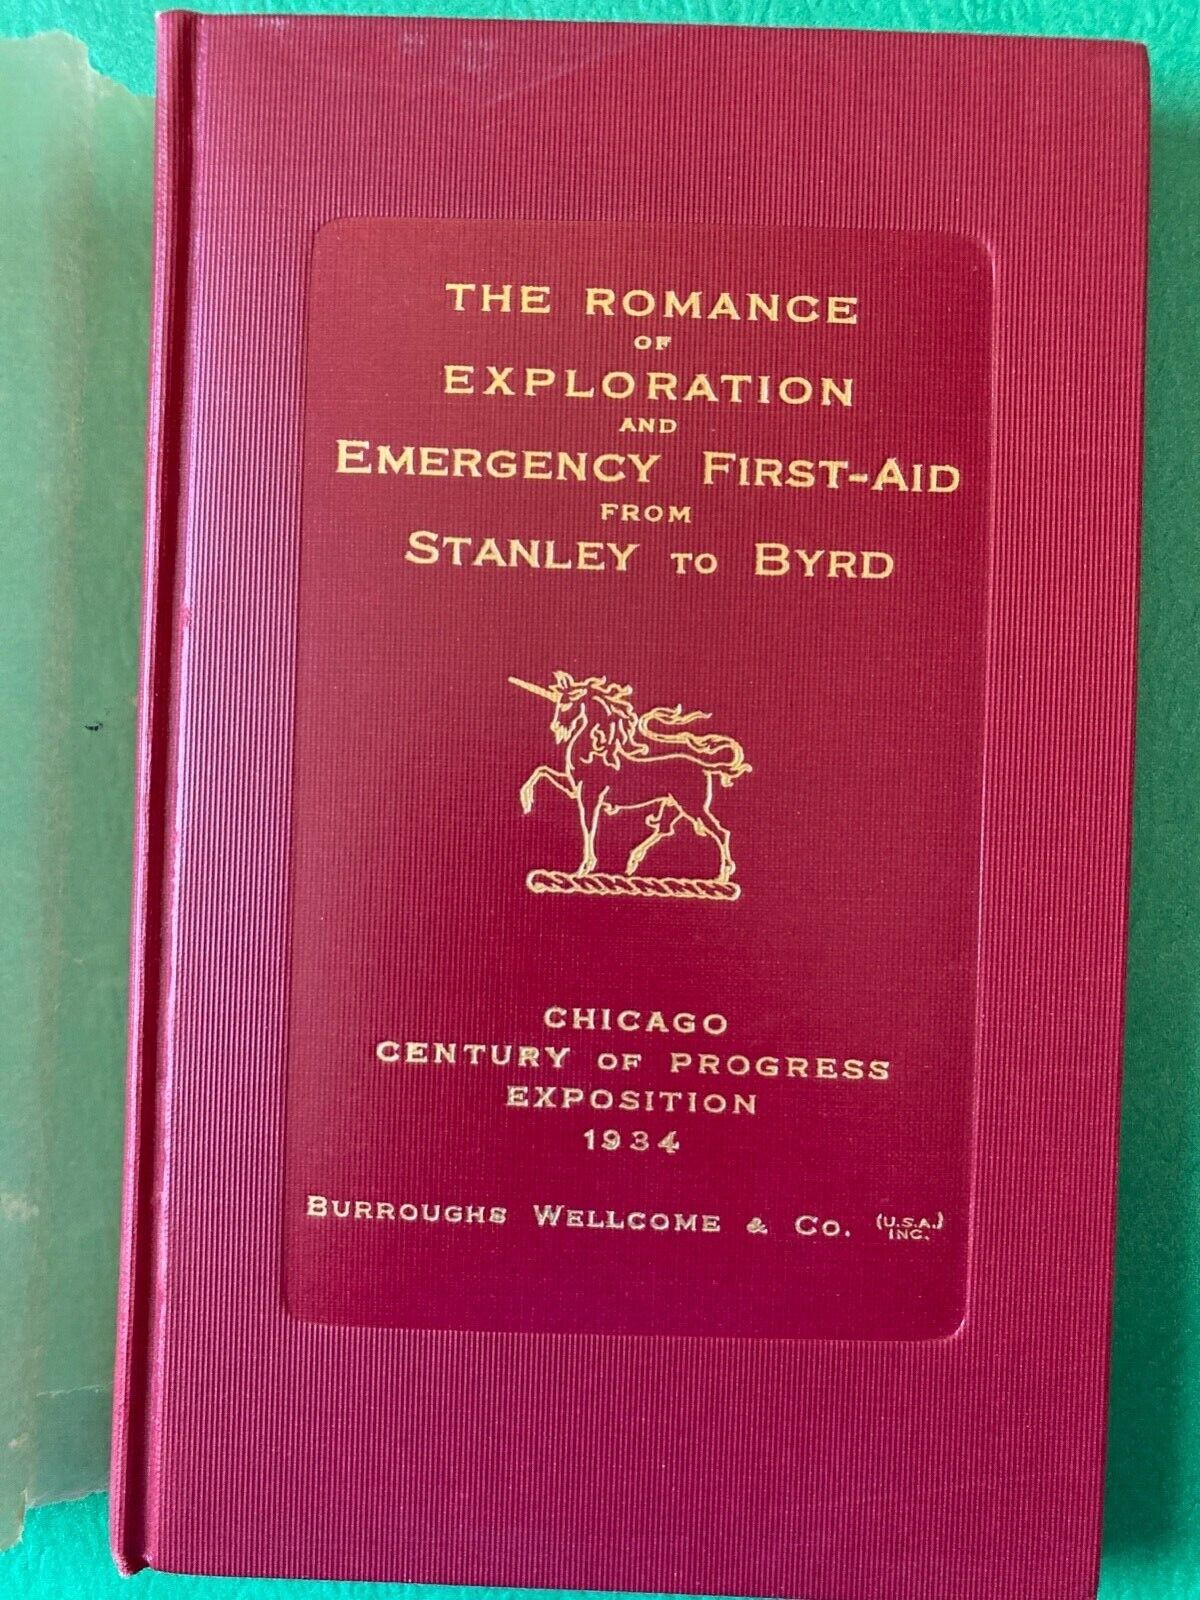 THE ROMANCE
OF
EXPLORATION
AND
EMERGENCY FIRST-AID
FROM
STANLEY TO BYRD
CHICAGO
CENTURY OF PROGRESS
EXPOSITION
1934
BURROUGHS WELLCOME & CO. (U.S.A.)
INC.